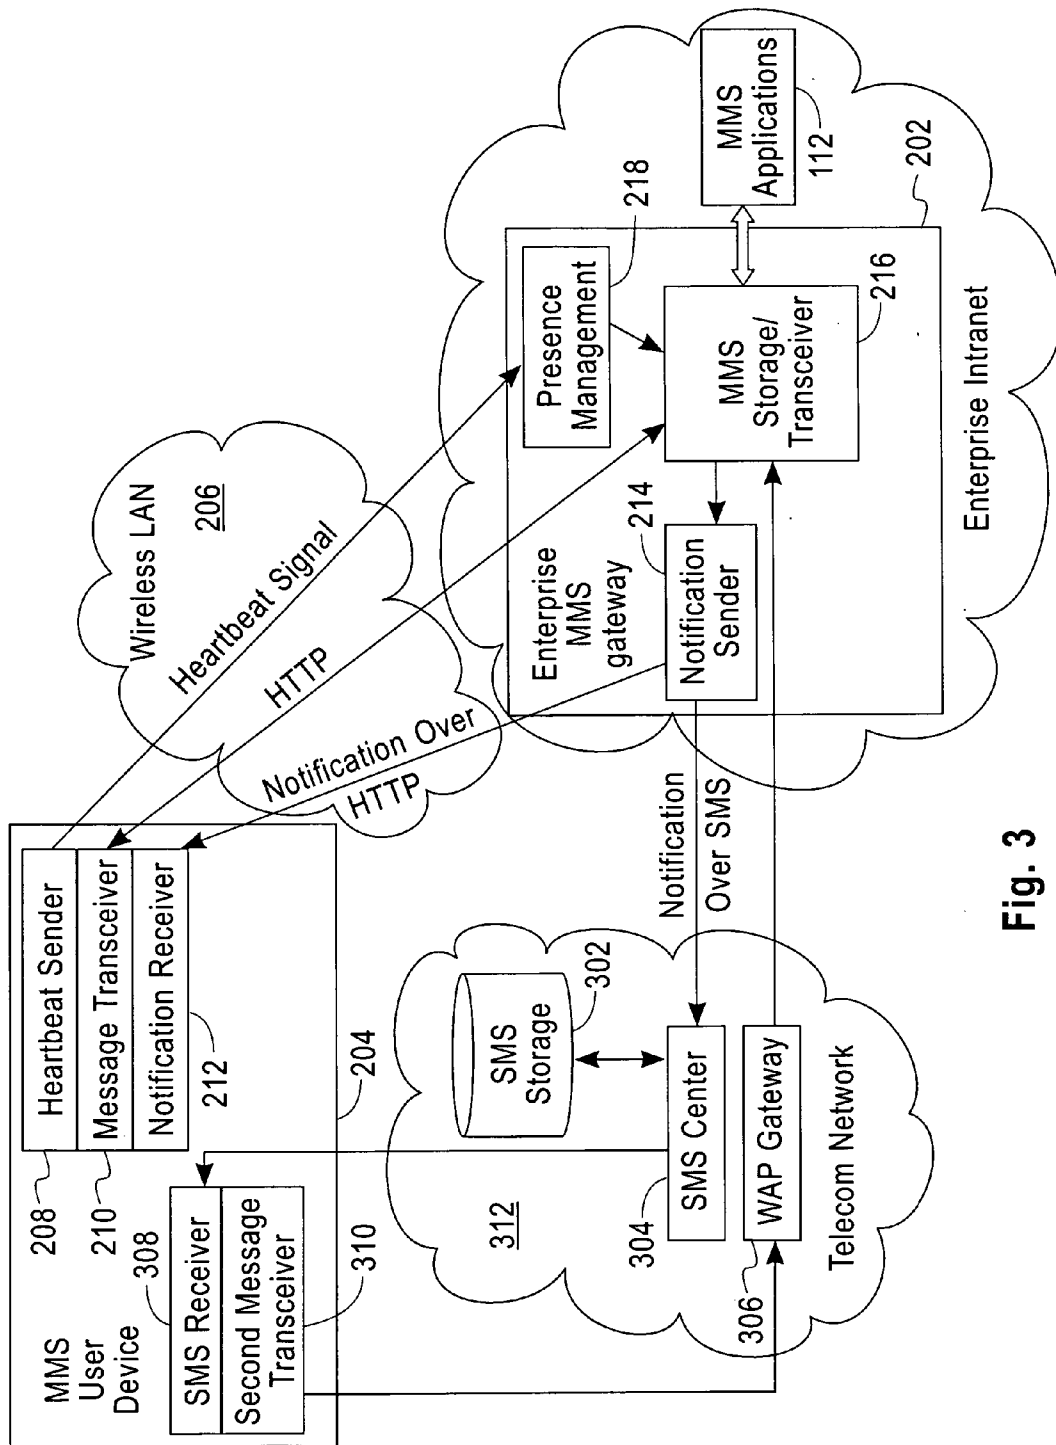 MMS
User
Device
Heartbeat Sender
Message Transceiver
Notification Receiver
208
210
212
SMS Receiver
Second Message
Transceiver
308
310
204
Wireless LAN
206
Heartbeat Signal
HTTP
Notification Over
HTTP
Notification
Over SMS
SMS
Storage
302
SMS Center
304
WAP Gateway
306
312
Telecom Network
Enterprise
MMS
gateway
Notification
Sender
214
Presence
Management
218
MMS
Storage/
Transceiver
216
MMS
Applications
112
202
Enterprise Intranet
Fig. 3